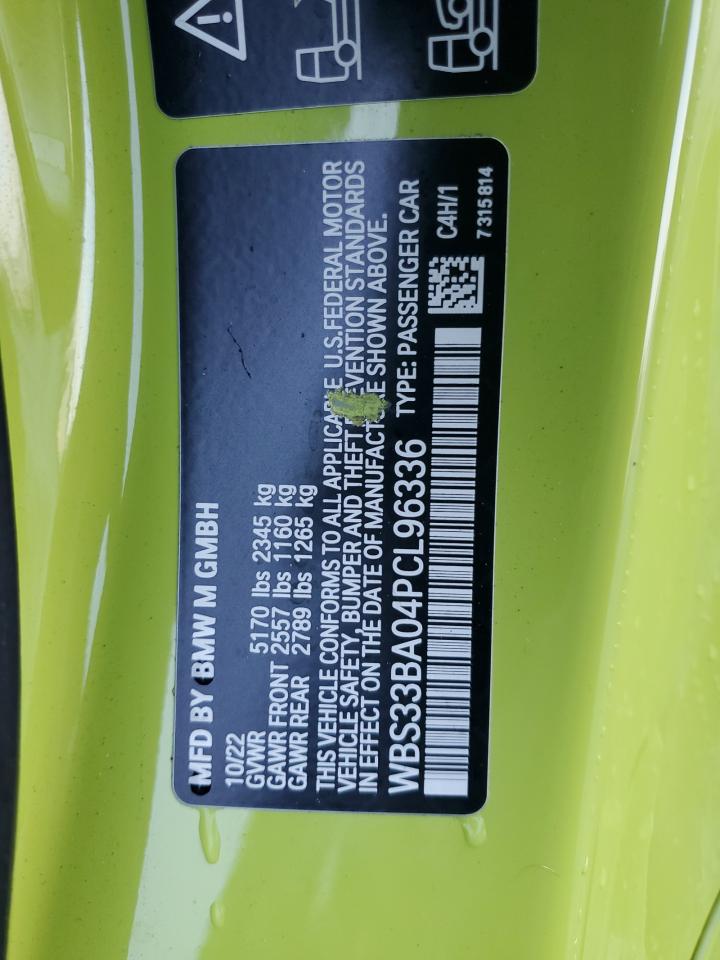 MFD BY BMW M GMBH
10/22
GVWR 5170 lbs 2345 kg
GAWR FRONT 2557 lbs 1160 kg
GAWR REAR 2789 lbs 1265 kg
THIS VEHICLE CONFORMS TO ALL APPLICABLE U.S. FEDERAL MOTOR
VEHICLE SAFETY, BUMPER AND THEFT PREVENTION STANDARDS
IN EFFECT ON THE DATE OF MANUFACTURE SHOWN ABOVE.
WBS33BA04PCL96336 TYPE: PASSENGER CAR
C4H/1
7 315 814